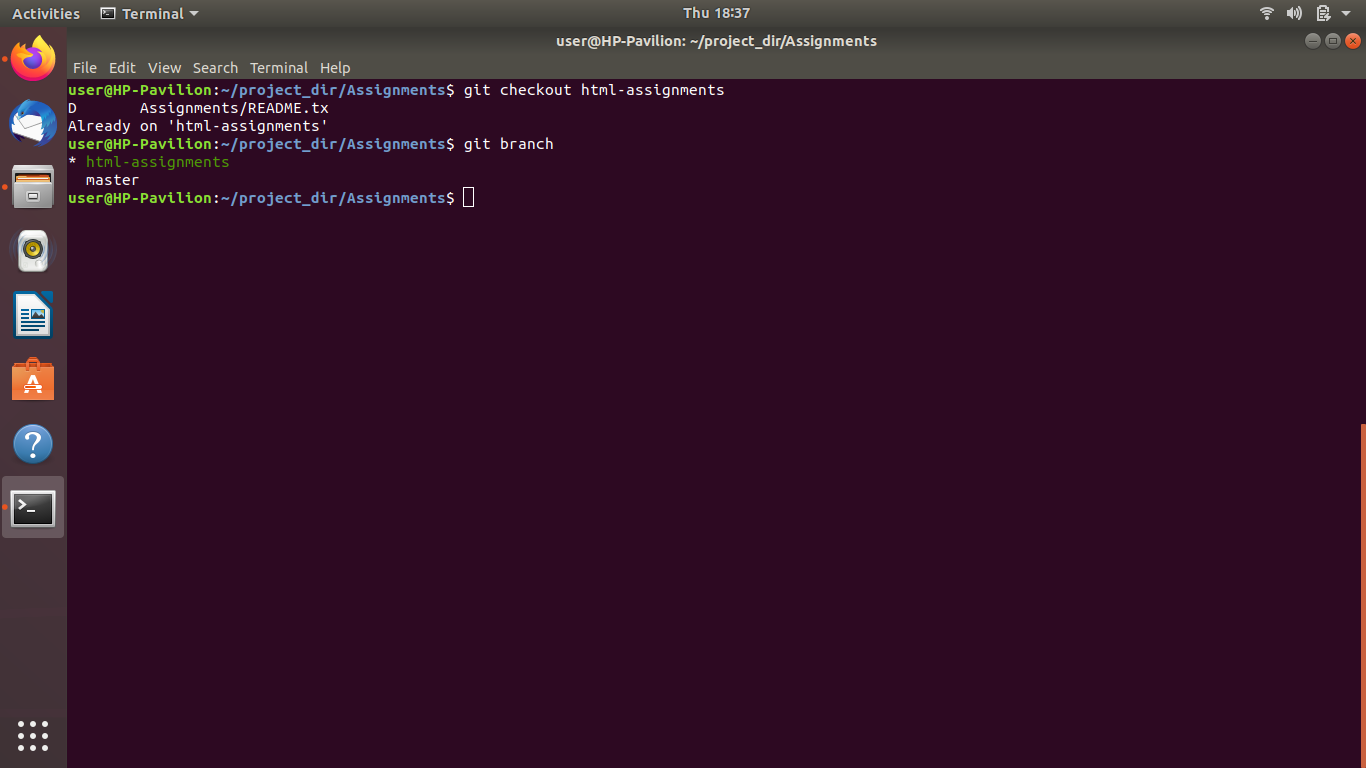 Activities Terminal Thu 18:37
user@HP-Pavilion: ~/project_dir/Assignments
File Edit View Search Terminal Help
user@HP-Pavilion:~/project_dir/Assignments$ git checkout html-assignments
D       Assignments/README.tx
Already on 'html-assignments'
user@HP-Pavilion:~/project_dir/Assignments$ git branch
* html-assignments
  master
user@HP-Pavilion:~/project_dir/Assignments$